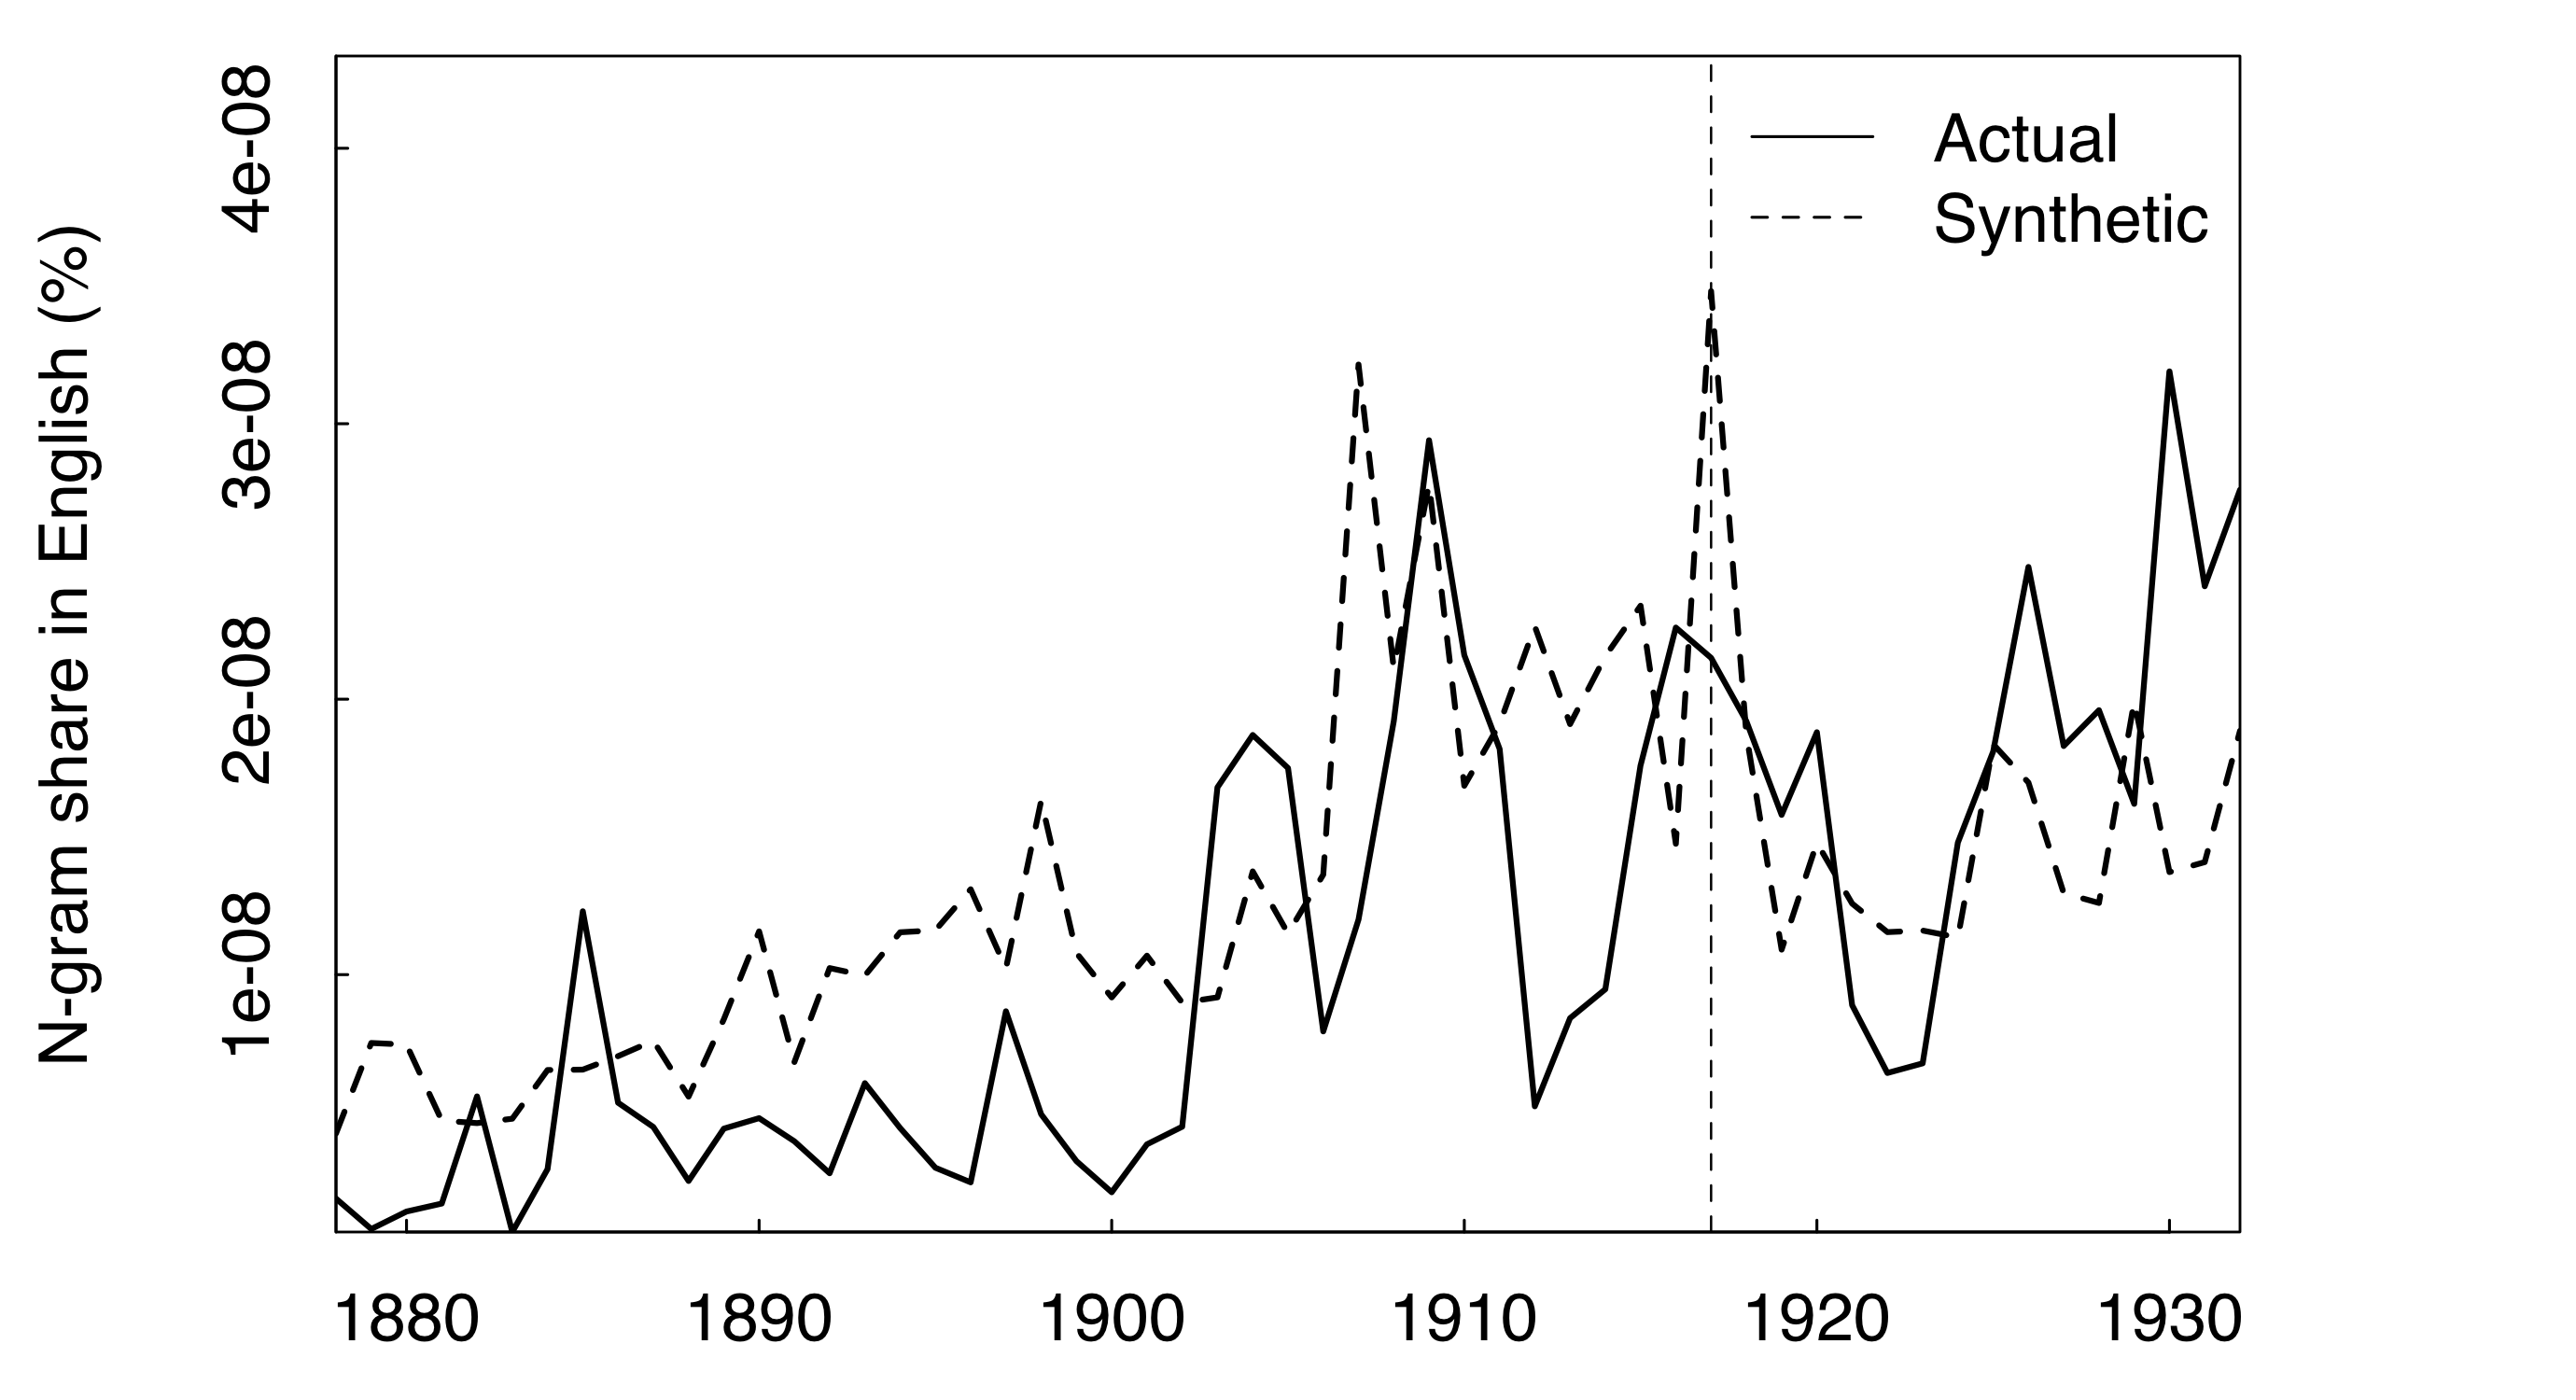 N-gram share in English (%)
4e-08
3e-08
2e-08
1e-08
Actual
Synthetic
1880 1890 1900 1910 1920 1930